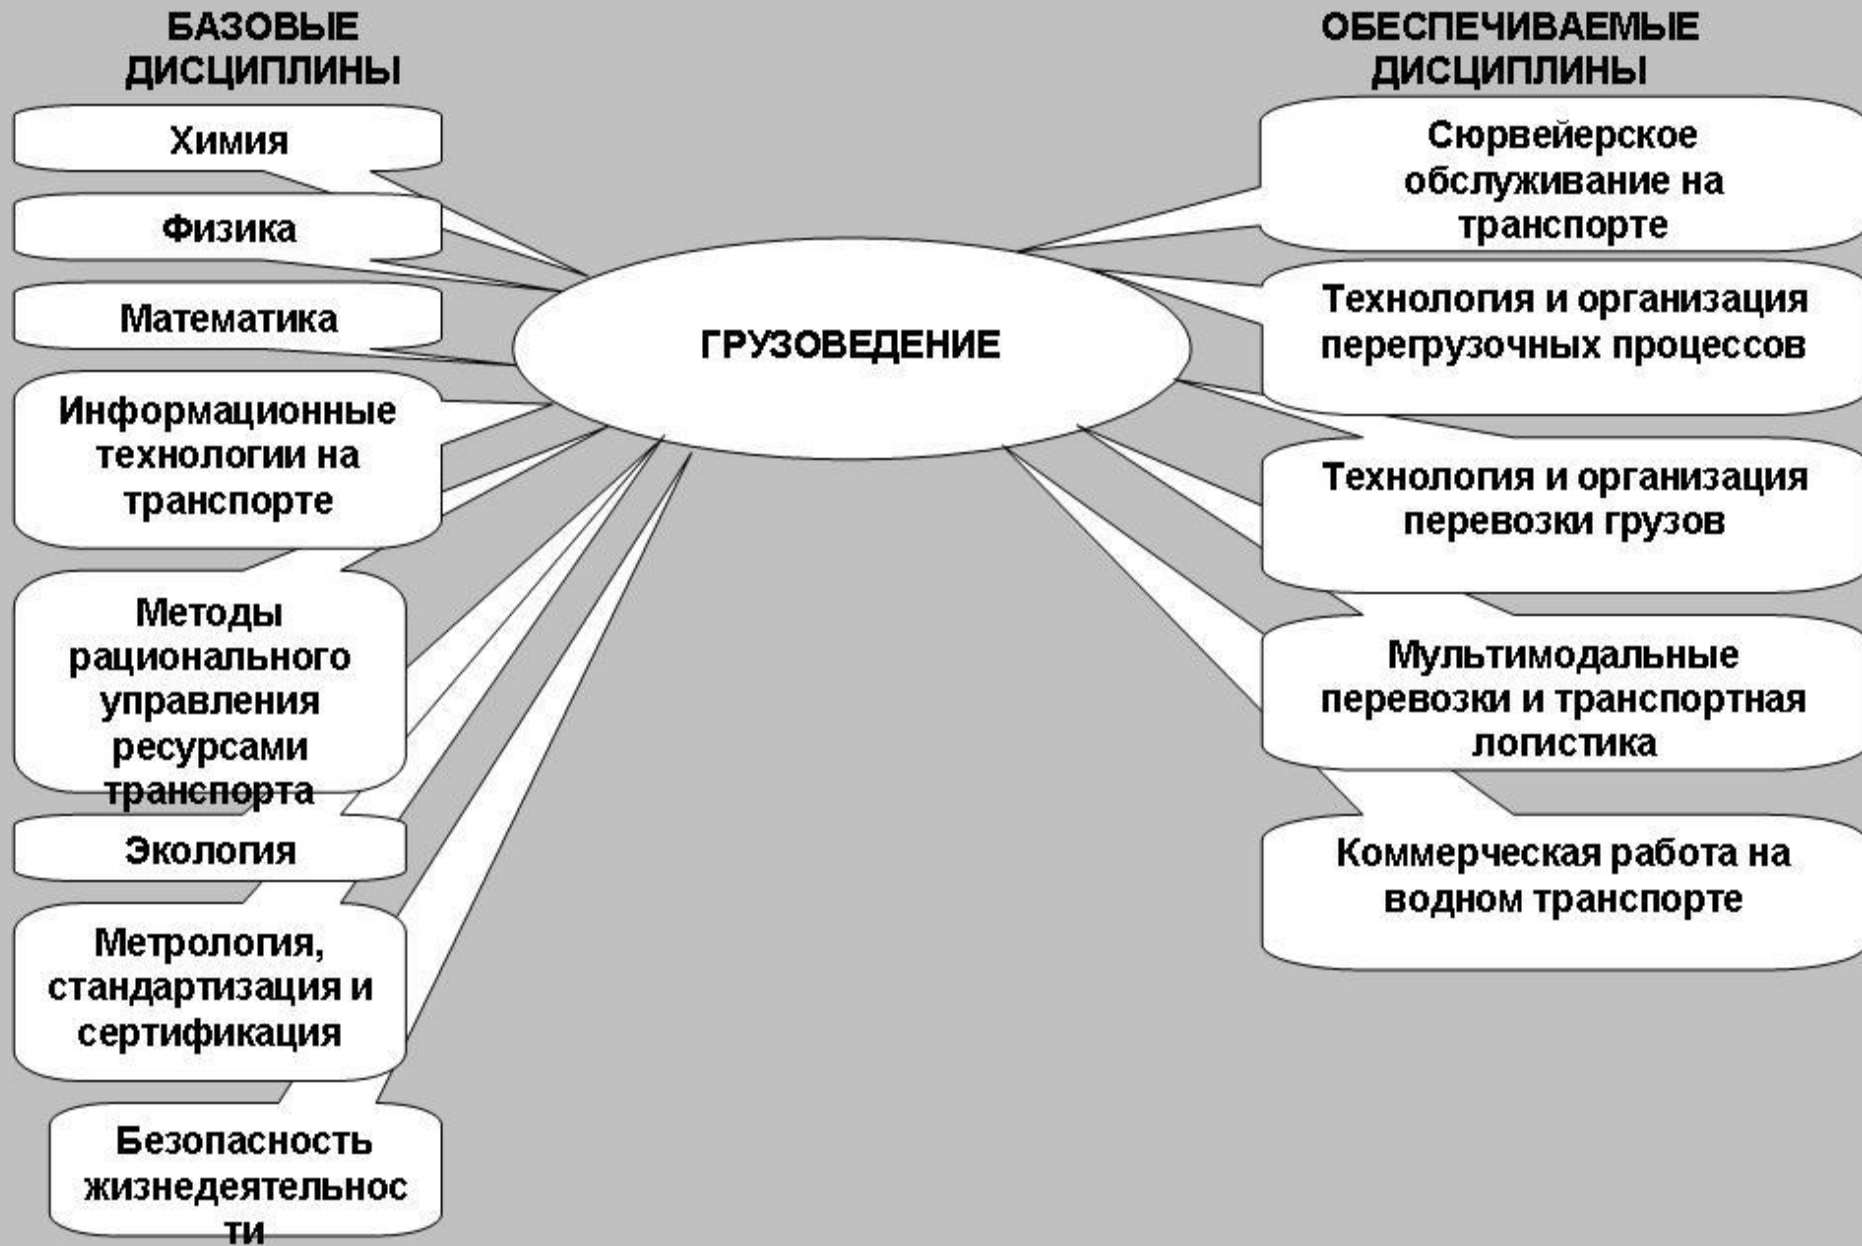 БАЗОВЫЕ
ДИСЦИПЛИНЫ
Химия
Физика
Математика
Информационные
технологии на
транспорте
Методы
рационального
управления
ресурсами
транспорта
Экология
Метрология,
стандартизация и
сертификация
Безопасность
жизнедеятельнос
ти
ГРУЗОВЕДЕНИЕ
ОБЕСПЕЧИВАЕМЫЕ
ДИСЦИПЛИНЫ
Сюрвейерское
обслуживание на
транспорте
Технология и организация
перегрузочных процессов
Технология и организация
перевозки грузов
Мультимодальные
перевозки и транспортная
логистика
Коммерческая работа на
водном транспорте